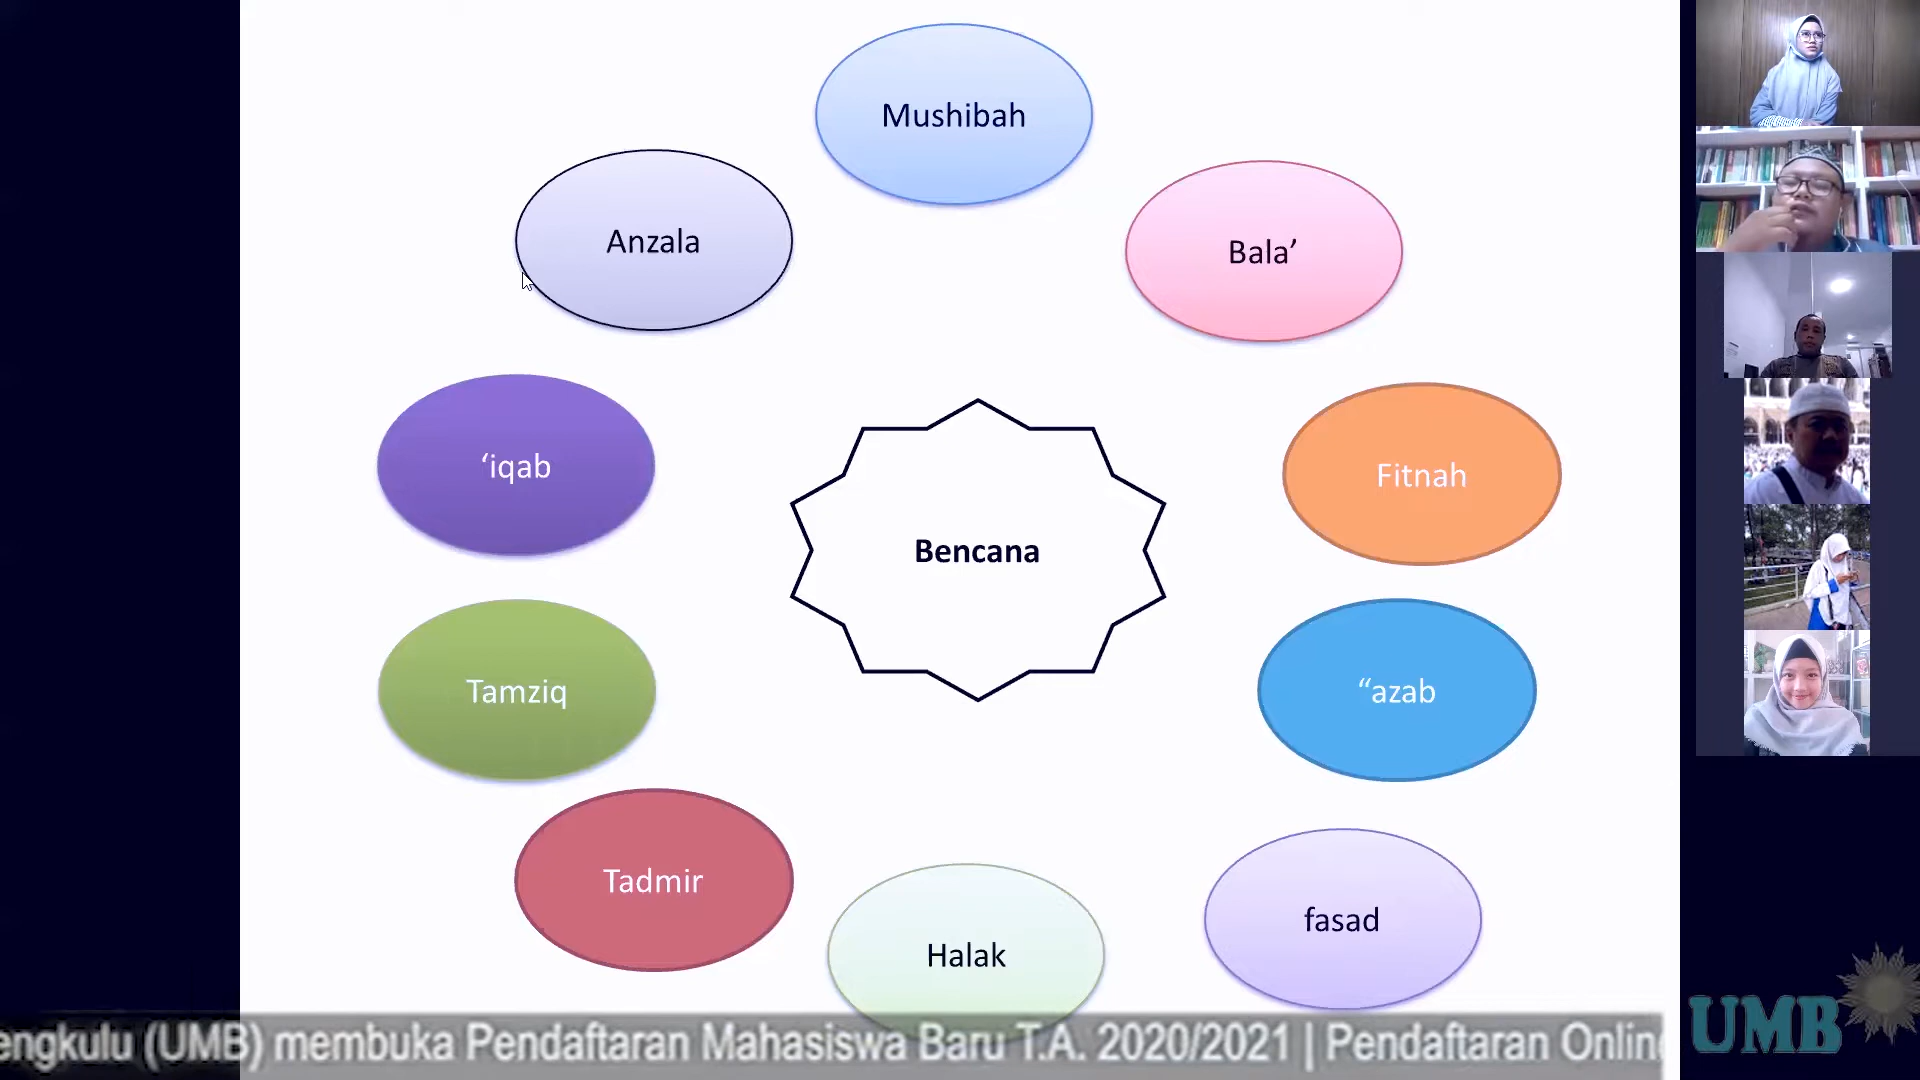 Mushibah
Anzala
Bala’
‘iqab
Fitnah
Bencana
Tamziq
“azab
Tadmir
fasad
Halak
engkulu (UMB) membuka Pendaftaran Mahasiswa Baru T.A. 2020/2021 | Pendaftaran Onlin
UMB